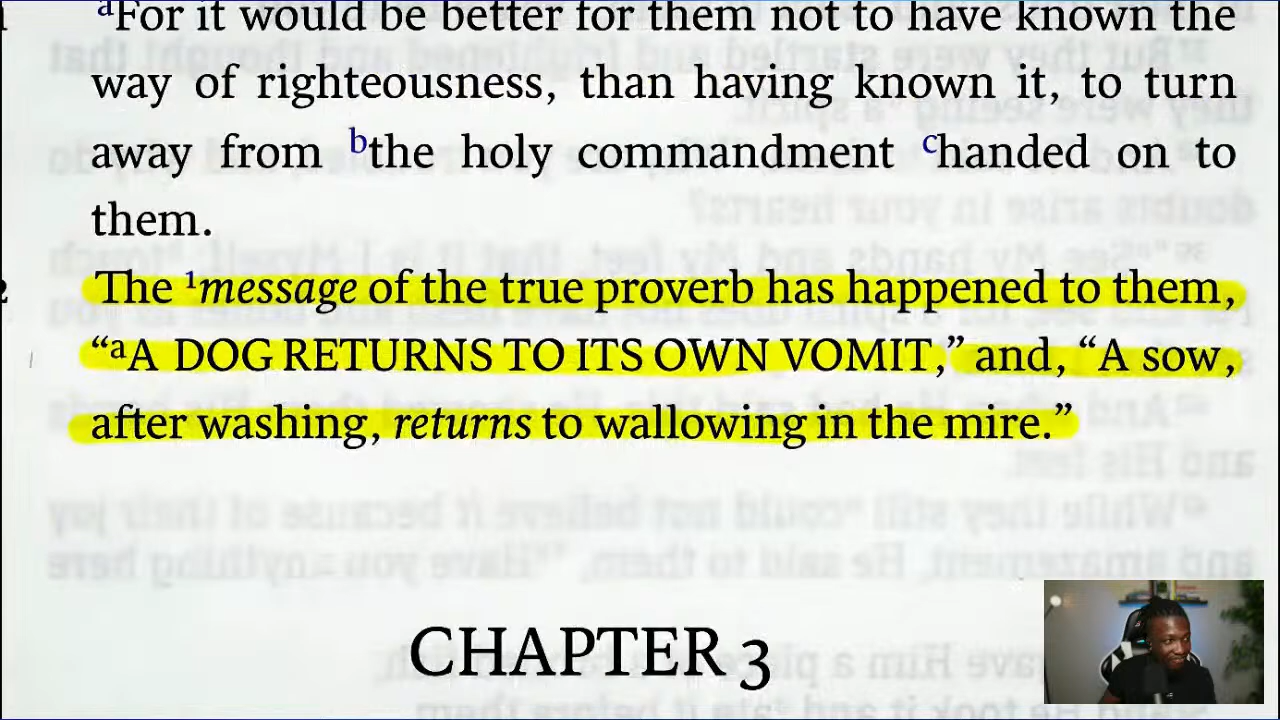 ᵃFor it would be better for them not to have known the
way of righteousness, than having known it, to turn
away from ᵇthe holy commandment ᶜhanded on to
them.
The ¹message of the true proverb has happened to them,
“ᵃA DOG RETURNS TO ITS OWN VOMIT,” and, “A sow,
after washing, returns to wallowing in the mire.”
CHAPTER 3